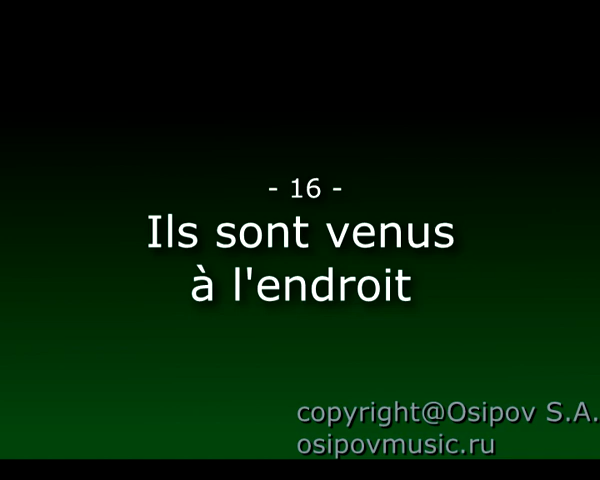 - 16 -
Ils sont venus
à l'endroit
copyright@Osipov S.A.
osipovmusic.ru